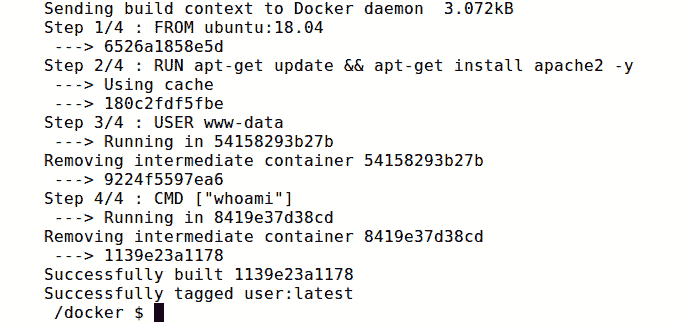 Sending build context to Docker daemon  3.072kB
Step 1/4 : FROM ubuntu:18.04
 ---> 6526a1858e5d
Step 2/4 : RUN apt-get update && apt-get install apache2 -y
 ---> Using cache
 ---> 180c2fdf5fbe
Step 3/4 : USER www-data
 ---> Running in 54158293b27b
Removing intermediate container 54158293b27b
 ---> 9224f5597ea6
Step 4/4 : CMD ["whoami"]
 ---> Running in 8419e37d38cd
Removing intermediate container 8419e37d38cd
 ---> 1139e23a1178
Successfully built 1139e23a1178
Successfully tagged user:latest
 /docker $